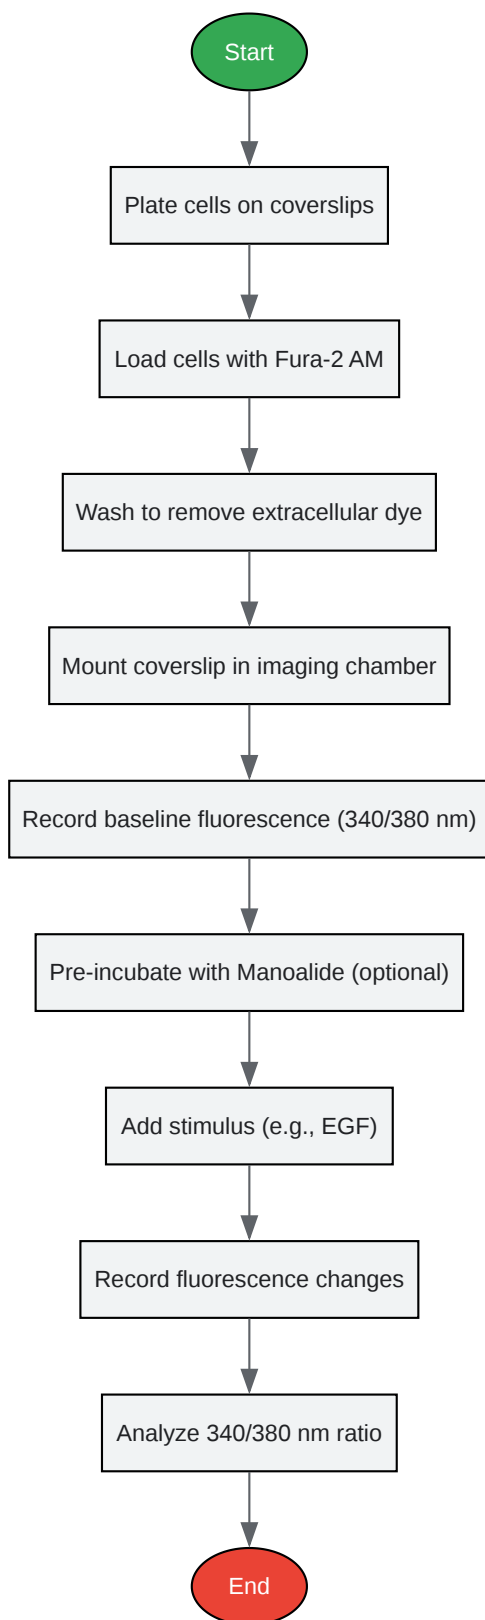 Start
Plate cells on coverslips
Load cells with Fura-2 AM
Wash to remove extracellular dye
Mount coverslip in imaging chamber
Record baseline fluorescence (340/380 nm)
Pre-incubate with Manoalide (optional)
Add stimulus (e.g., EGF)
Record fluorescence changes
Analyze 340/380 nm ratio
End